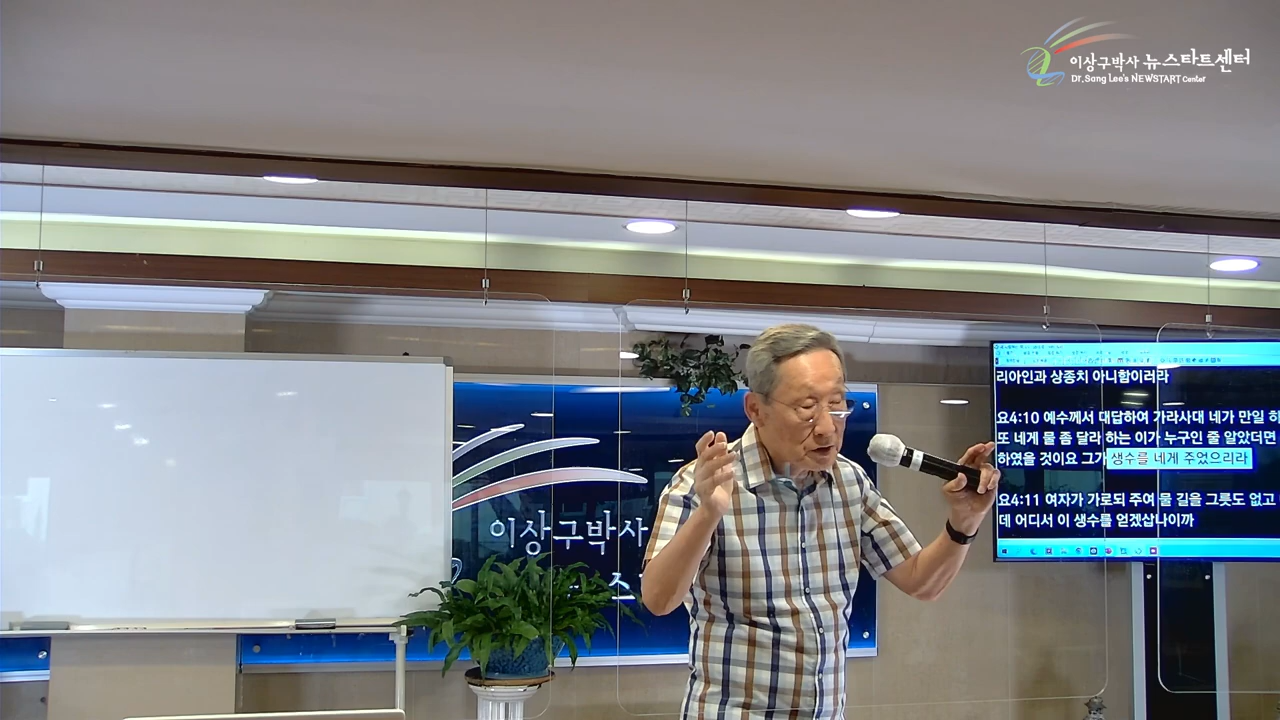 이상구박사 뉴스타트센터
Dr. Sang Lee's NEWSTART Center
리아인과 상종치 아니함이러라
요4:10 예수께서 대답하여 가라사대 네가 만일 하
또 네게 물 좀 달라 하는 이가 누구인 줄 알았더면
하였을 것이요 그가 생수를 네게 주었으리라
요4:11 여자가 가로되 주여 물 길을 그릇도 없고
데 어디서 이 생수를 얻겠삽나이까
이상구박사
스